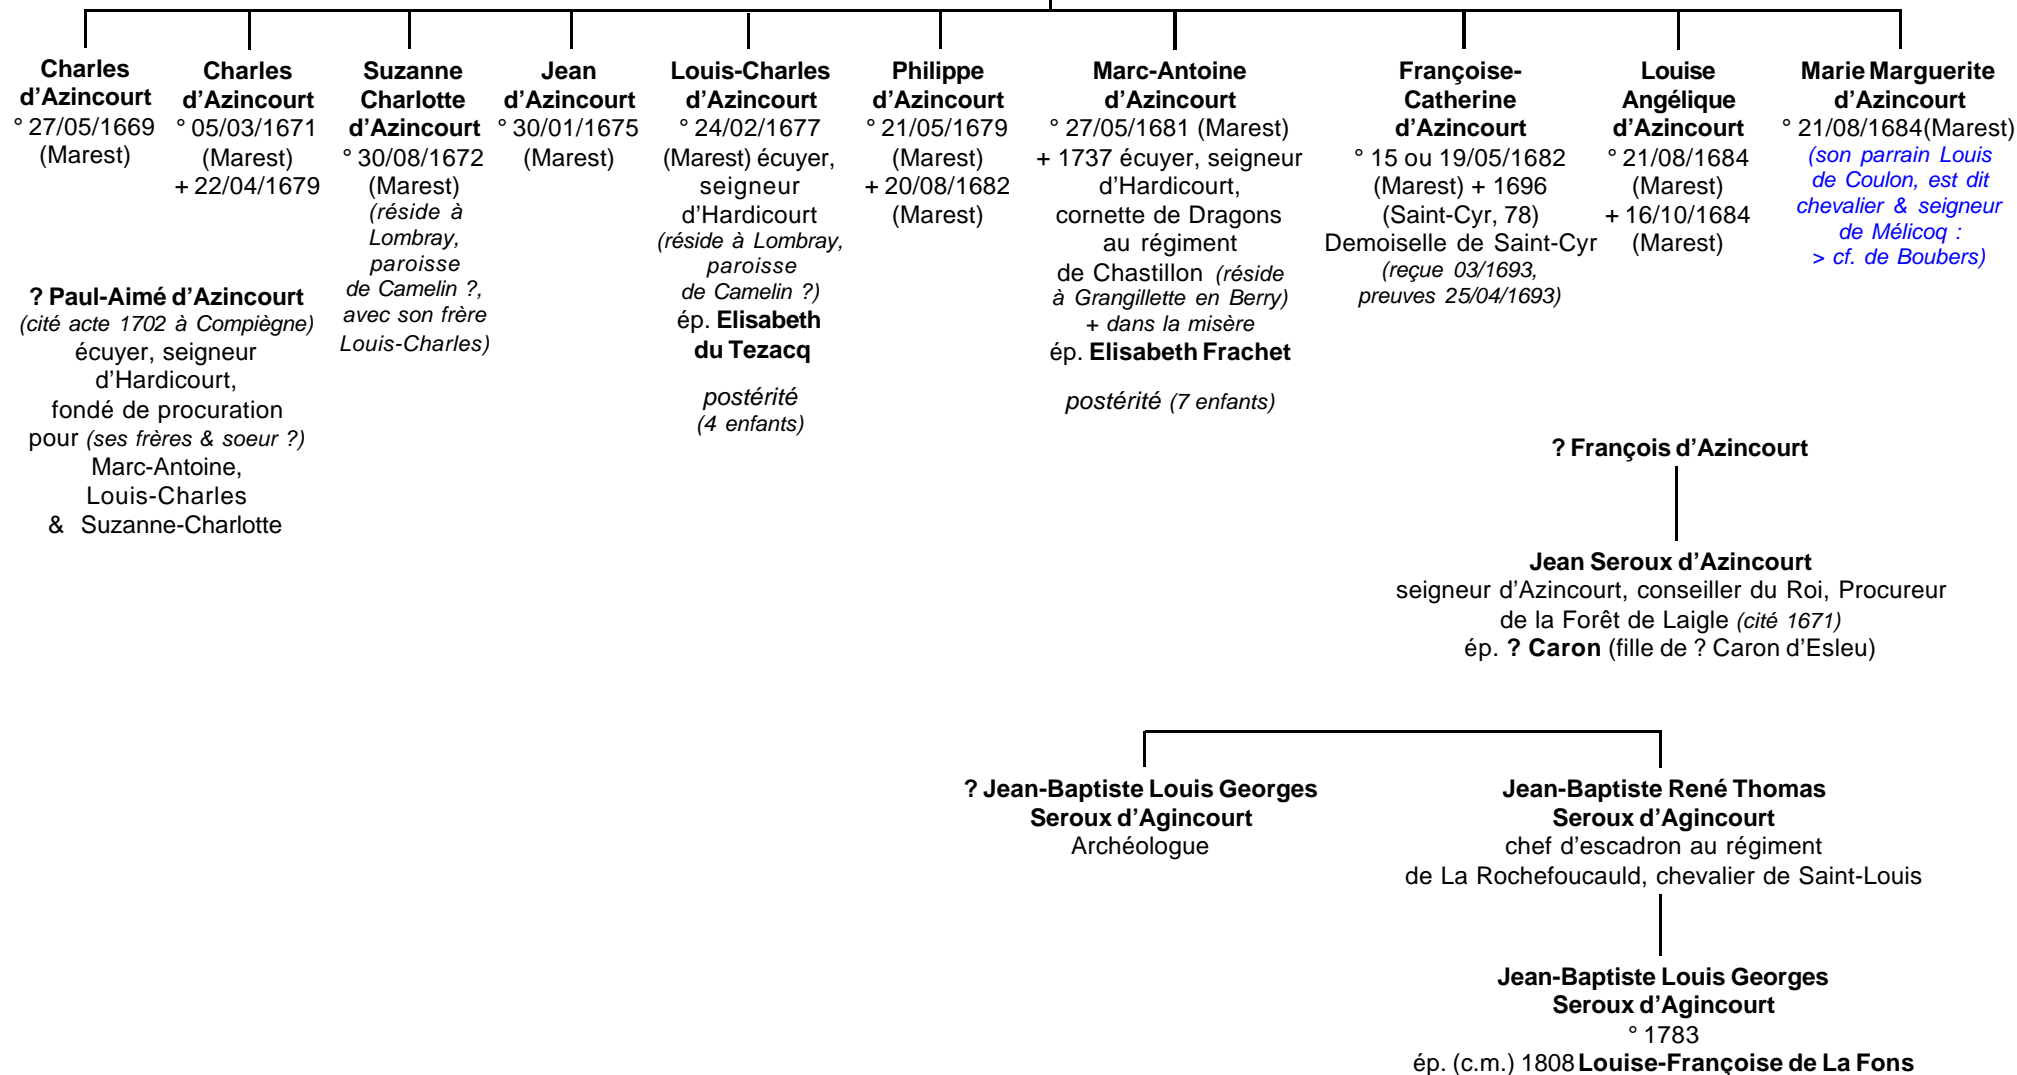 Charles
d’Azincourt
° 27/05/1669
(Marest)
Charles
d’Azincourt
° 05/03/1671
(Marest)
+ 22/04/1679
Suzanne
Charlotte
d’Azincourt
° 30/08/1672
(Marest)
(réside à
Lombray,
paroisse
de Camelin ?,
avec son frère
Louis-Charles)
Jean
d’Azincourt
° 30/01/1675
(Marest)
Louis-Charles
d’Azincourt
° 24/02/1677
(Marest) écuyer,
seigneur
d’Hardicourt
(réside à Lombray,
paroisse
de Camelin ?)
ép. Elisabeth
du Tezacq
postérité
(4 enfants)
Philippe
d’Azincourt
° 21/05/1679
(Marest)
+ 20/08/1682
(Marest)
Marc-Antoine
d’Azincourt
° 27/05/1681 (Marest)
+ 1737 écuyer, seigneur
d’Hardicourt,
cornette de Dragons
au régiment
de Chastillon (réside
à Grangillette en Berry)
+ dans la misère
ép. Elisabeth Frachet
postérité (7 enfants)
Françoise-
Catherine
d’Azincourt
° 15 ou 19/05/1682
(Marest) + 1696
(Saint-Cyr, 78)
Demoiselle de Saint-Cyr
(reçue 03/1693,
preuves 25/04/1693)
Louise
Angélique
d’Azincourt
° 21/08/1684
(Marest)
+ 16/10/1684
(Marest)
Marie Marguerite
d’Azincourt
° 21/08/1684(Marest)
(son parrain Louis
de Coulon, est dit
chevalier & seigneur
de Mélicoq :
> cf. de Boubers)
? Paul-Aimé d’Azincourt
(cité acte 1702 à Compiègne)
écuyer, seigneur
d’Hardicourt,
fondé de procuration
pour (ses frères & soeur ?)
Marc-Antoine,
Louis-Charles
& Suzanne-Charlotte
? François d’Azincourt
Jean Seroux d’Azincourt
seigneur d’Azincourt, conseiller du Roi, Procureur
de la Forêt de Laigle (cité 1671)
ép. ? Caron (fille de ? Caron d’Esleu)
? Jean-Baptiste Louis Georges
Seroux d’Agincourt
Archéologue
Jean-Baptiste René Thomas
Seroux d’Agincourt
chef d’escadron au régiment
de La Rochefoucauld, chevalier de Saint-Louis
Jean-Baptiste Louis Georges
Seroux d’Agincourt
° 1783
ép. (c.m.) 1808 Louise-Françoise de La Fons